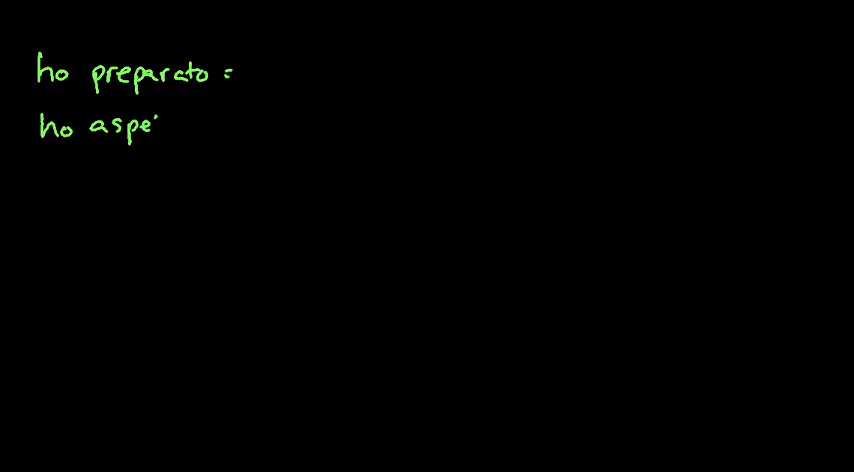 ho preparato =
ho aspe